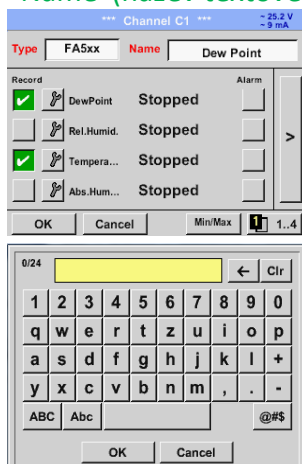 *** Channel C1 ***
~ 25.2 V
~ 9 mA
Type FA5xx Name Dew Point
Record Alarm
DewPoint Stopped
Rel.Humid. Stopped
>
Tempera... Stopped
Abs.Hum... Stopped
OK Cancel Min/Max 1 1..4
0/24 ← Clr
1 2 3 4 5 6 7 8 9 0
q w e r t z u i o p
a s d f g h j k l +
y x c v b n m , . -
ABC Abc @#$
OK Cancel